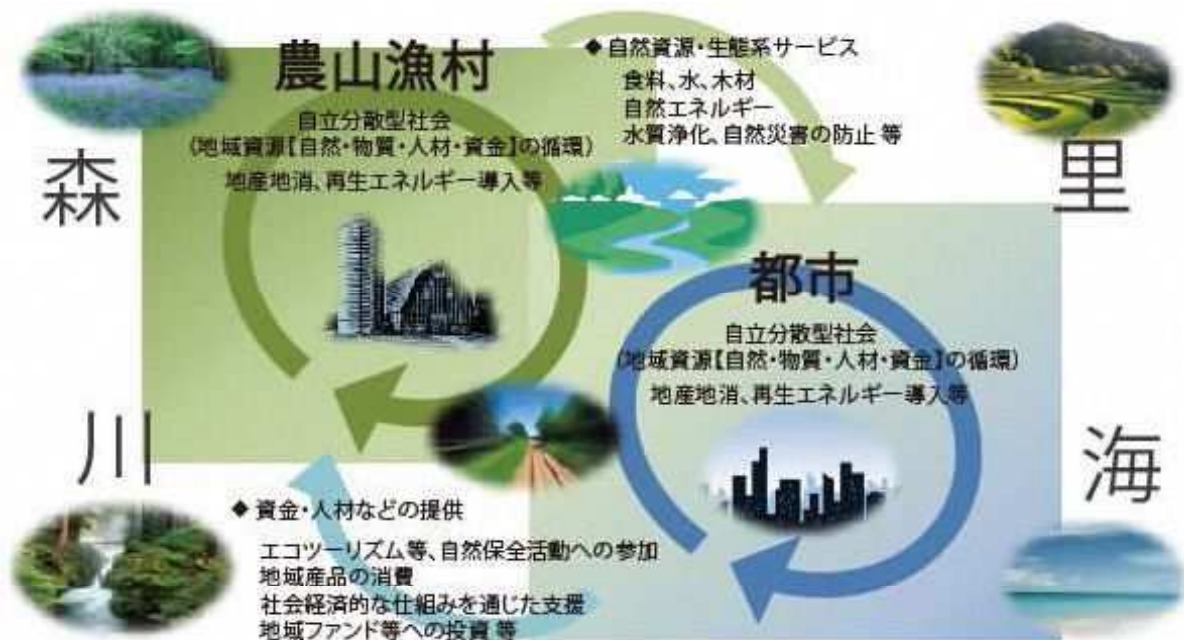 農山漁村
自立分散型社会
(地域資源【自然・物質・人材・資金】の循環)
地産地消、再生エネルギー導入等
◆ 自然資源・生態系サービス
食料、水、木材
自然エネルギー
水質浄化、自然災害の防止 等
森
里
都市
自立分散型社会
(地域資源【自然・物質・人材・資金】の循環)
地産地消、再生エネルギー導入等
川
海
◆ 資金・人材などの提供
エコツーリズム等、自然保全活動への参加
地域産品の消費
社会経済的な仕組みを通じた支援
地域ファンド等への投資 等